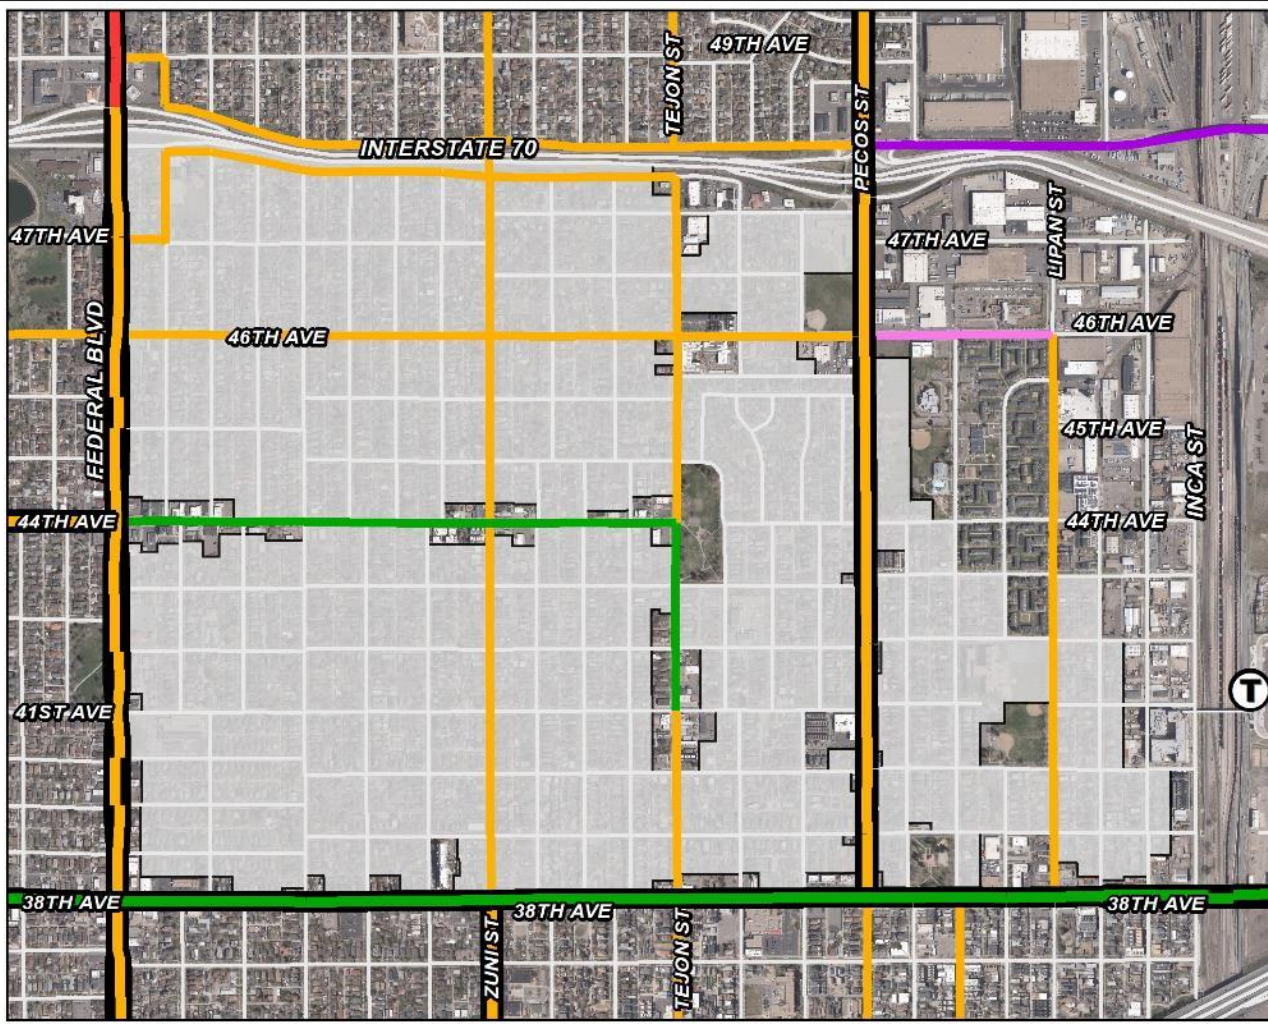 49TH AVE
TEJON ST
PECOS ST
INTERSTATE 70
47TH AVE
47TH AVE
LIPAN ST
FEDERAL BLVD
46TH AVE
46TH AVE
45TH AVE
INCA ST
44TH AVE
44TH AVE
T
41ST AVE
38TH AVE
38TH AVE
38TH AVE
ZUNI ST
TEJON ST